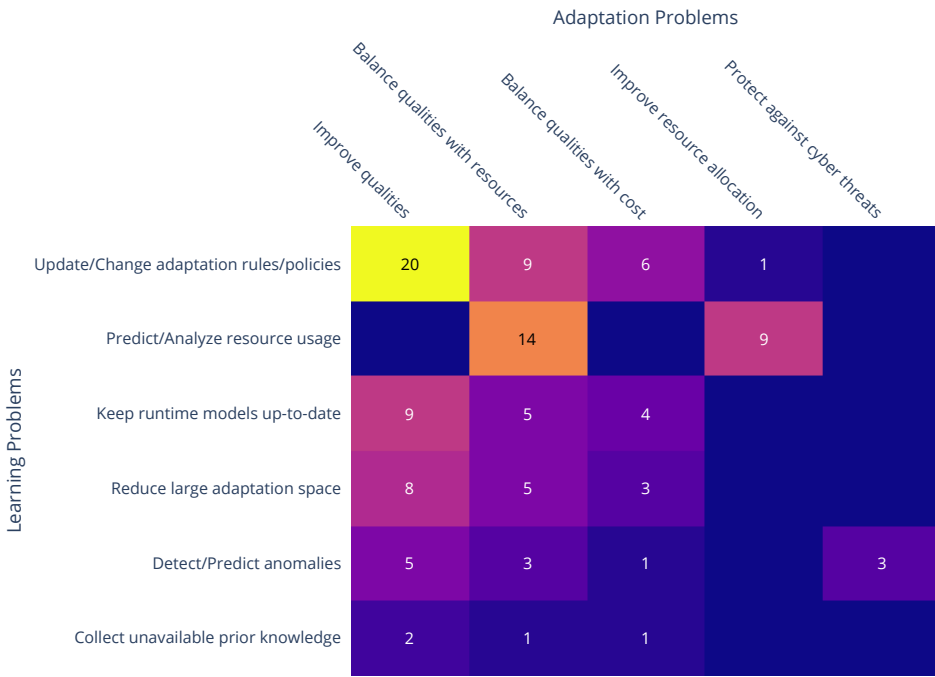 Adaptation Problems
Improve qualities
Balance qualities with resources
Balance qualities with cost
Improve resource allocation
Protect against cyber threats
Learning Problems
Update/Change adaptation rules/policies 20 9 6 1
Predict/Analyze resource usage 14 9
Keep runtime models up-to-date 9 5 4
Reduce large adaptation space 8 5 3
Detect/Predict anomalies 5 3 1 3
Collect unavailable prior knowledge 2 1 1